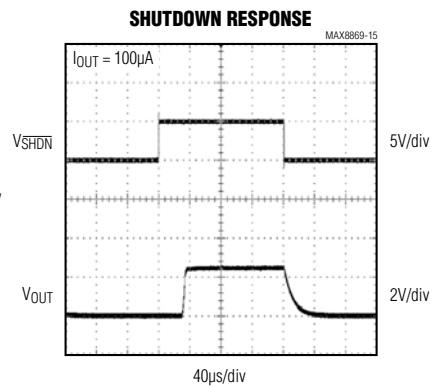 SHUTDOWN RESPONSE
MAX8869-15
IOUT = 100µA
VSHDN
5V/div
VOUT
2V/div
40µs/div